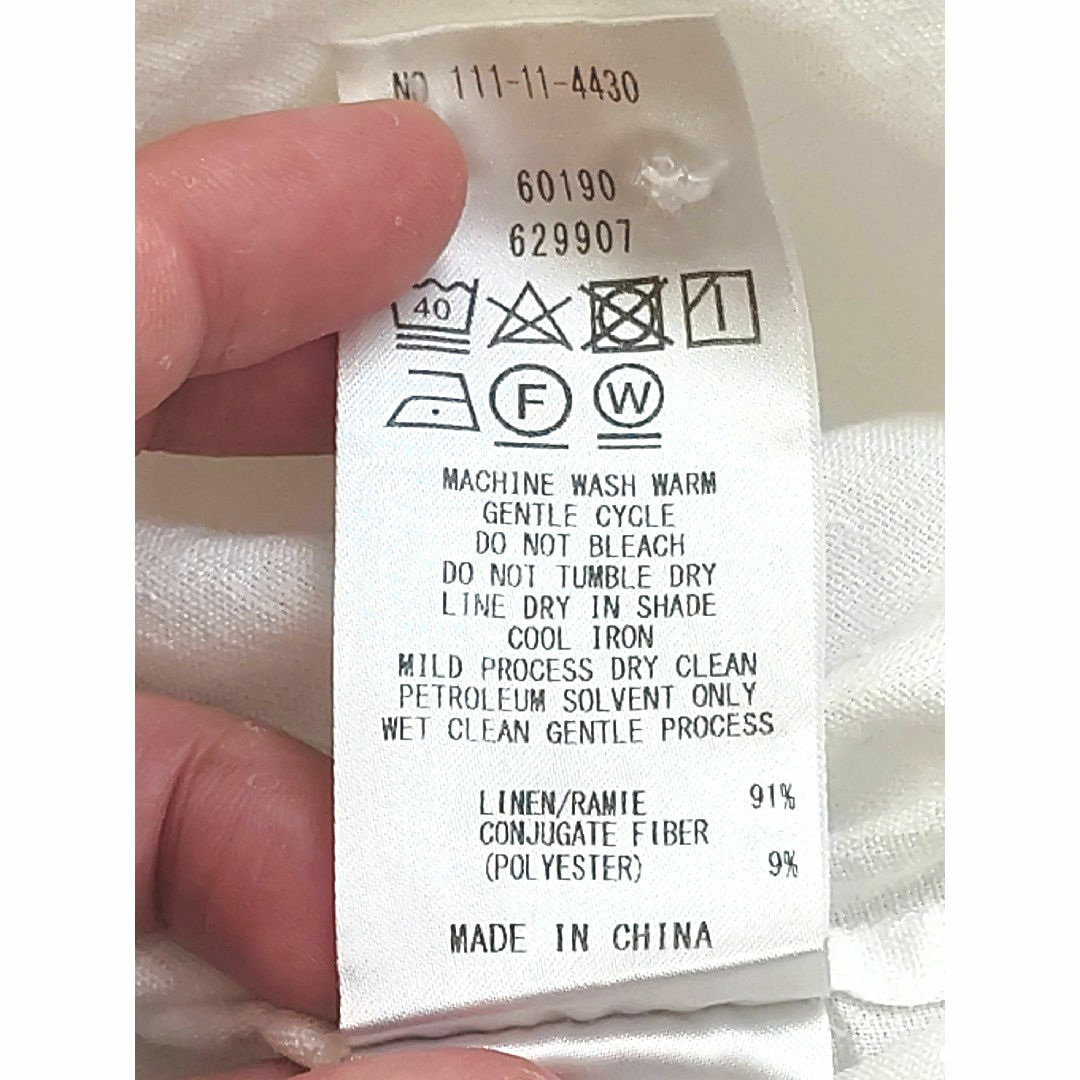 NO 111-11-4430
60190
629907
40
F W
MACHINE WASH WARM
GENTLE CYCLE
DO NOT BLEACH
DO NOT TUMBLE DRY
LINE DRY IN SHADE
COOL IRON
MILD PROCESS DRY CLEAN
PETROLEUM SOLVENT ONLY
WET CLEAN GENTLE PROCESS
LINEN/RAMIE 91%
CONJUGATE FIBER
(POLYESTER) 9%
MADE IN CHINA